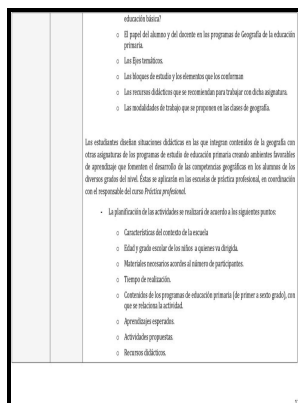 educación básica?
o El papel del alumno y del docente en los programas de Geografía de la educación
primaria.
o Los Ejes temáticos.
o Los bloques de estudio y los elementos que los conforman
o Los recursos didácticos que se recomiendan para trabajar con dicha asignatura.
o Las modalidades de trabajo que se proponen en las clases de geografía.
Los estudiantes diseñan situaciones didácticas en las que integran contenidos de la geografía con
otras asignaturas de los programas de estudio de educación primaria creando ambientes favorables
de aprendizaje que fomenten el desarrollo de las competencias geográficas en los alumnos de los
diversos grados del nivel. Éstas se aplicarán en las escuelas de práctica profesional, en coordinación
con el responsable del curso Práctica profesional.
• La planificación de las actividades se realizará de acuerdo a los siguientes puntos:
o Características del contexto de la escuela
o Edad y grado escolar de los niños a quienes va dirigida.
o Materiales necesarios acordes al número de participantes.
o Tiempo de realización.
o Contenidos de los programas de educación primaria (de primer a sexto grado), con
que se relaciona la actividad.
o Aprendizajes esperados.
o Actividades propuestas
o Recursos didácticos.